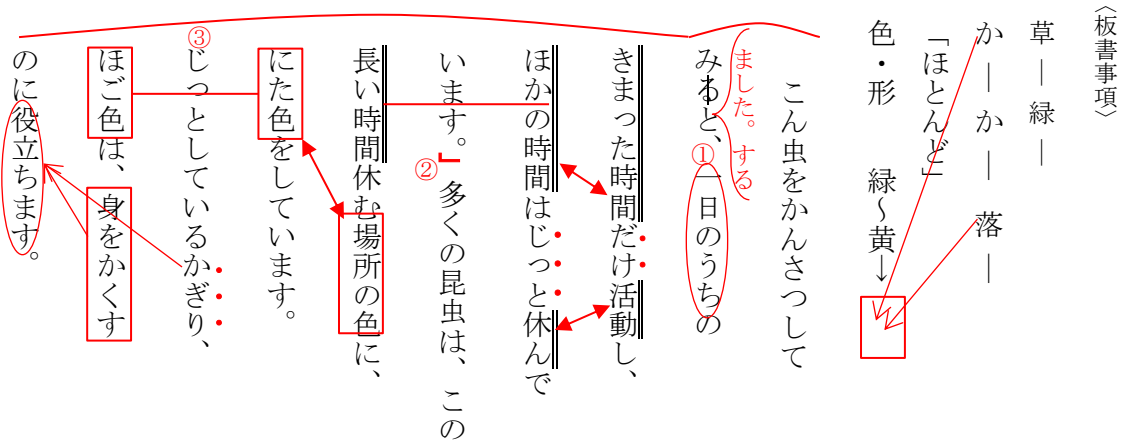 〈板書事項〉
草―緑―
か―か―落―
「ほとんど」
色・形　　緑～黄→
こん虫をかんさつして
ました。する
みると、①一日のうちの
きまった時間だけ活動し、
ほかの時間はじっと休んで
います。」②多くの昆虫は、この
長い時間休む場所の色に、
にた色をしています。
③じっとしているかぎり、
ほご色は、身をかくす
のに役立ちます。